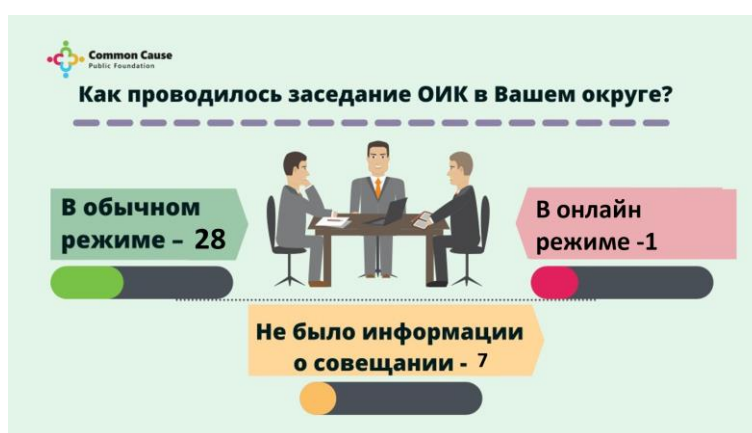 Common Cause
Public Foundation
Как проводилось заседание ОИК в Вашем округе?
В обычном
режиме – 28
В онлайн
режиме -1
Не было информации
о совещании - 7